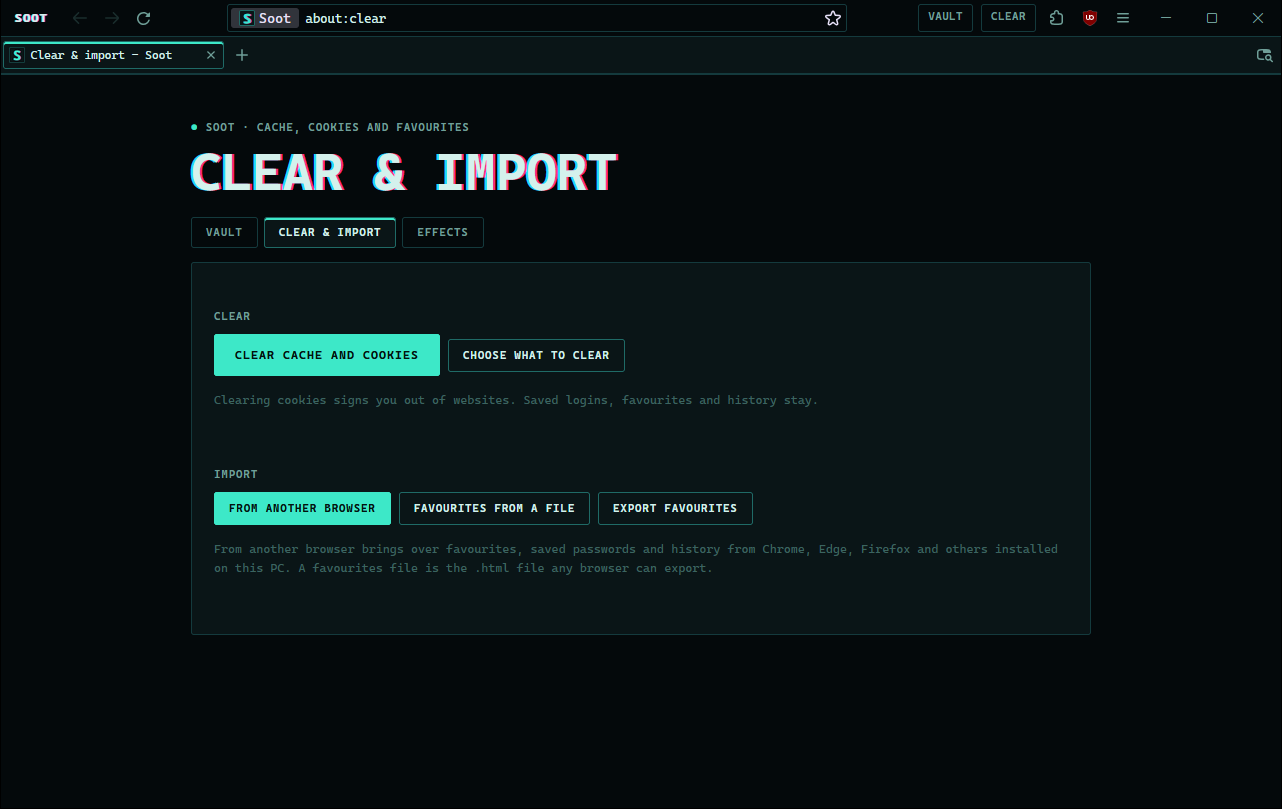 SOOT
S Soot about:clear
VAULT
CLEAR
S Clear & import — Soot
SOOT · CACHE, COOKIES AND FAVOURITES
CLEAR & IMPORT
VAULT
CLEAR & IMPORT
EFFECTS
CLEAR
CLEAR CACHE AND COOKIES
CHOOSE WHAT TO CLEAR
Clearing cookies signs you out of websites. Saved logins, favourites and history stay.
IMPORT
FROM ANOTHER BROWSER
FAVOURITES FROM A FILE
EXPORT FAVOURITES
From another browser brings over favourites, saved passwords and history from Chrome, Edge, Firefox and others installed
on this PC. A favourites file is the .html file any browser can export.